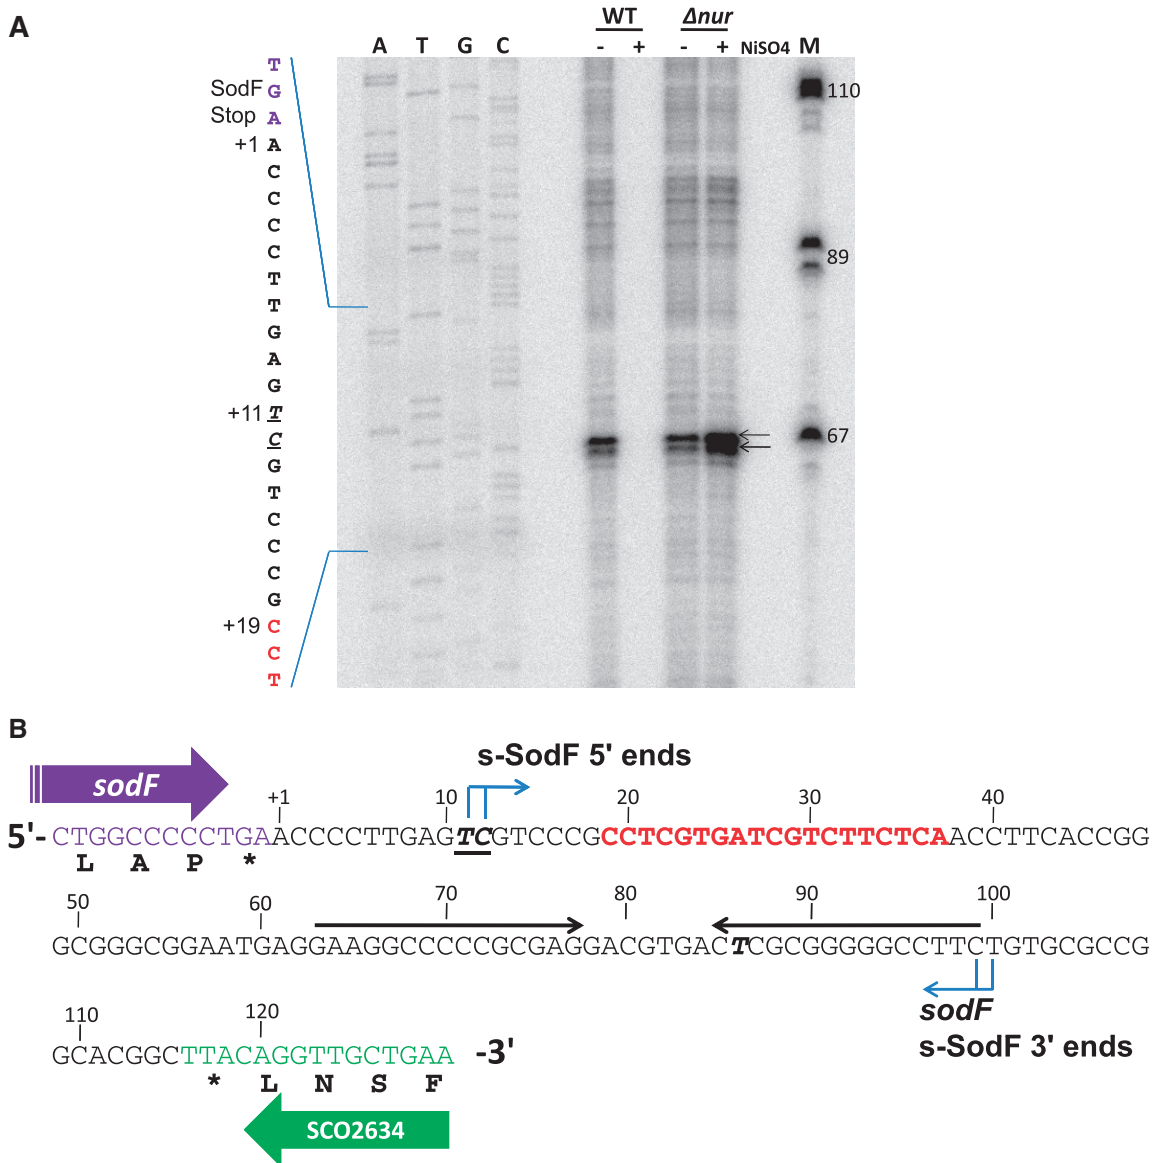 A
WT Δnur
A T G C - + - + NiSO4 M
T
SodF G
Stop A
+1 A
C
C
C
C
T
T
G
A
G
+11 T
C
G
T
C
C
C
G
+19 C
C
T
110
89
67
B
sodF
s-SodF 5' ends
+1 10 20 30 40
5'- CTGGCCCCCTGAACCCCTTGAGTCGTCCCGCCTCGTGATCGTCTTCTCAACCTTCACCGG
L A P *
50 60 70 80 90 100
GCGGGCGGAATGAGGAAGGCCCCCCGCGAGGACGTGACTCGCGGGGGCCTTCTGTGCGCCG
sodF
s-SodF 3' ends
110 120
GCACGGCTTACAGGTTGCTGAA -3'
* L N S F
SCO2634